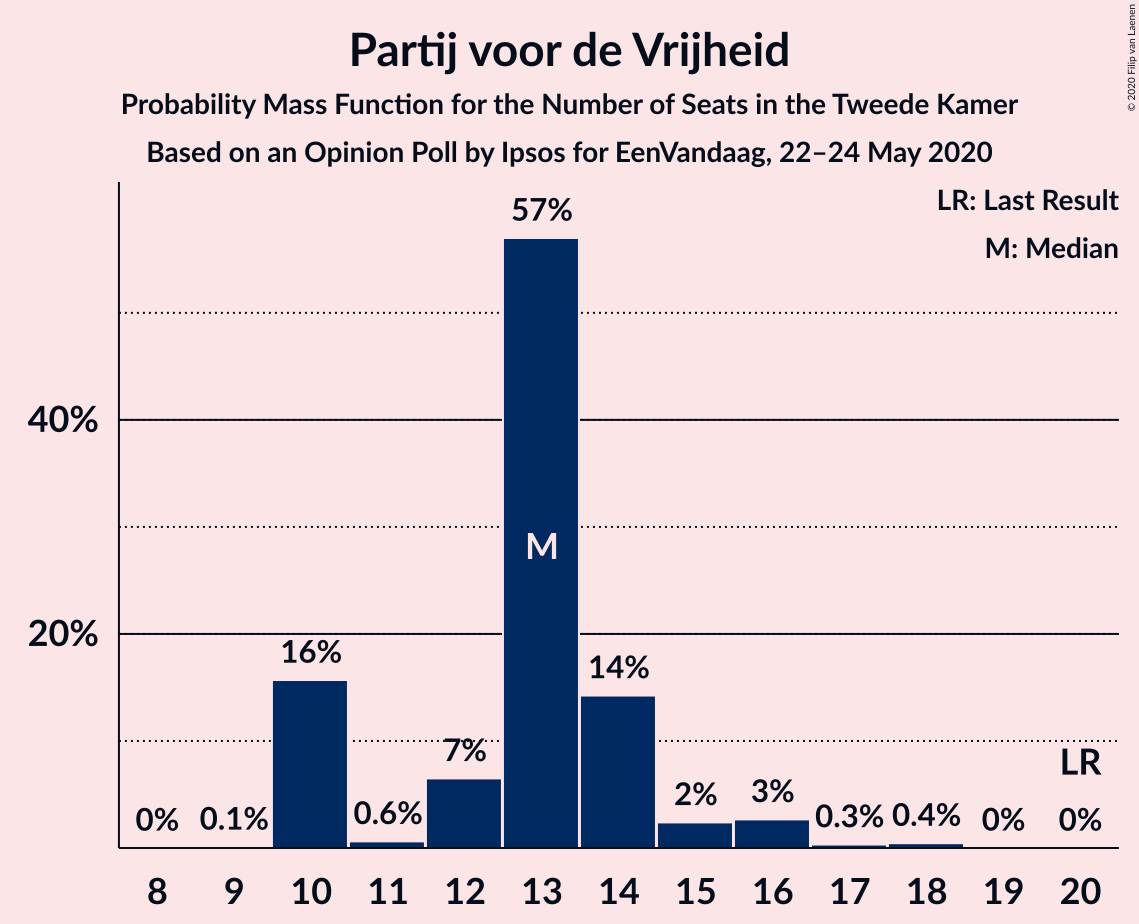 Partij voor de Vrijheid
Probability Mass Function for the Number of Seats in the Tweede Kamer
Based on an Opinion Poll by Ipsos for EenVandaag, 22–24 May 2020
© 2020 Filip van Laenen
LR: Last Result
M: Median
57%
40%
M
20%
16%
14%
7%
LR
0%
0.1%
0.6%
2%
3%
0.3%
0.4%
0%
0%
8 9 10 11 12 13 14 15 16 17 18 19 20